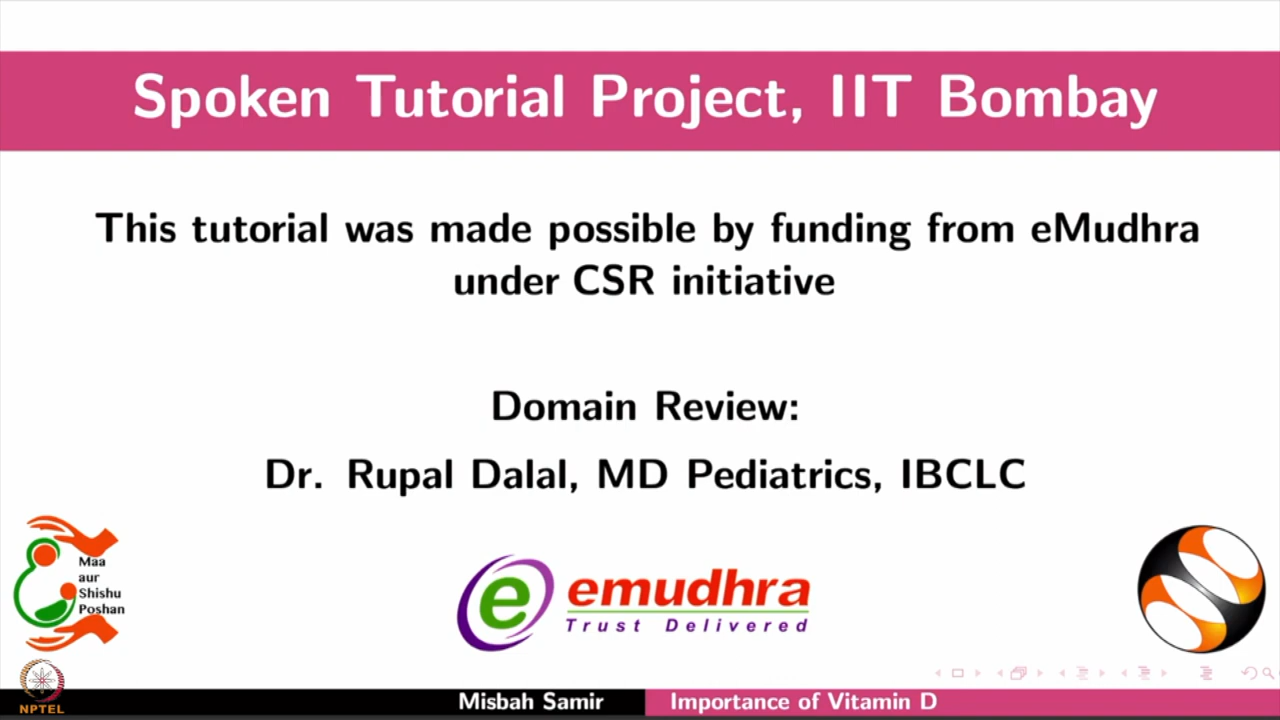 Spoken Tutorial Project, IIT Bombay
This tutorial was made possible by funding from eMudhra
under CSR initiative
Domain Review:
Dr. Rupal Dalal, MD Pediatrics, IBCLC
Maa
aur
Shishu
Poshan
e emudhra
Trust Delivered
NPTEL
Misbah Samir
Importance of Vitamin D